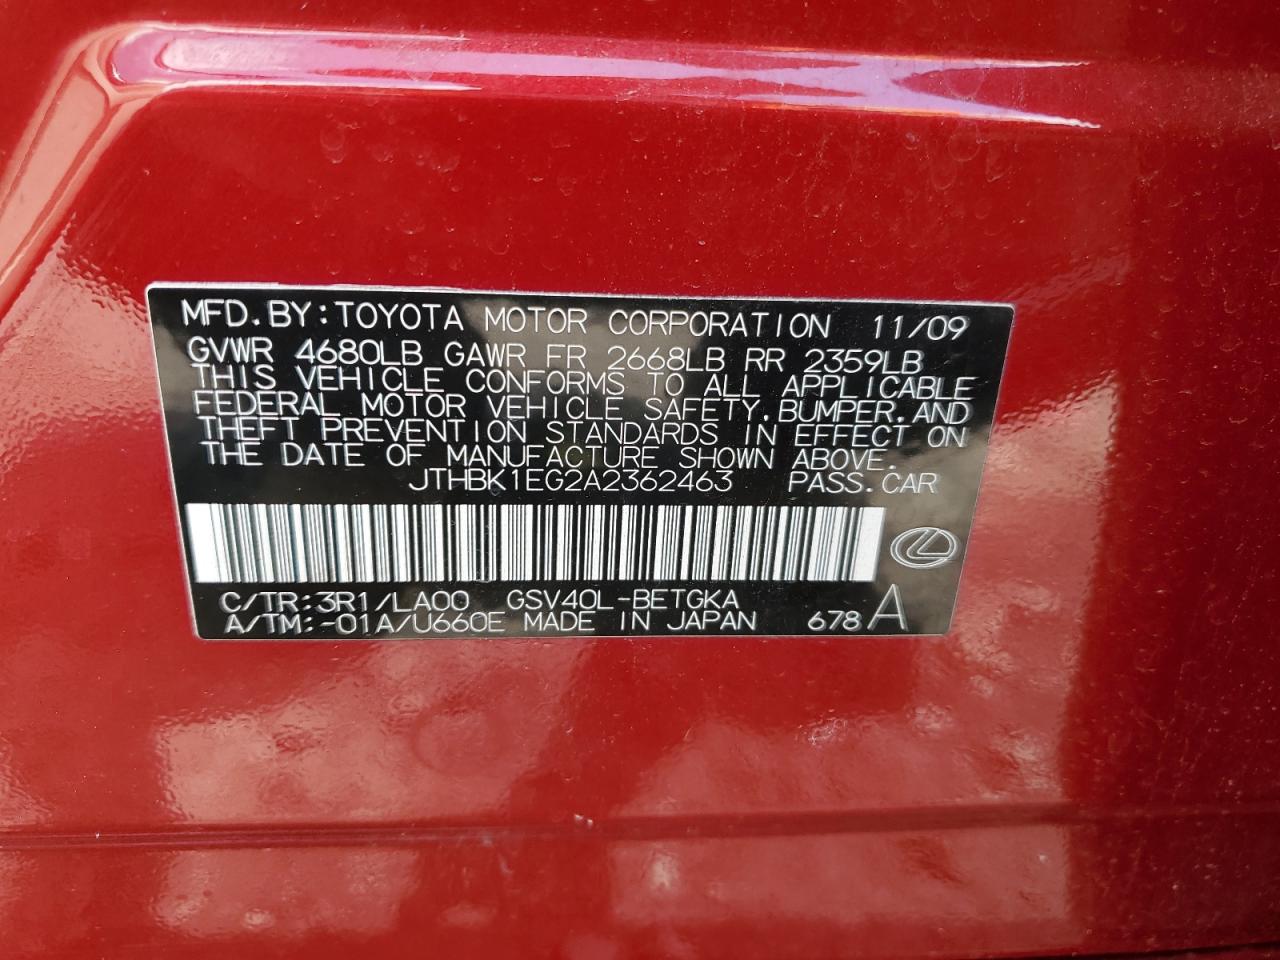 MFD.BY:TOYOTA MOTOR CORPORATION 11/09
GVWR 4680LB GAWR FR 2668LB RR 2359LB
THIS VEHICLE CONFORMS TO ALL APPLICABLE
FEDERAL MOTOR VEHICLE SAFETY,BUMPER,AND
THEFT PREVENTION STANDARDS IN EFFECT ON
THE DATE OF MANUFACTURE SHOWN ABOVE.
JTHBK1EG2A2362463 PASS.CAR
C/TR:3R1/LA00 GSV40L-BETGKA
A/TM:-01A/U660E MADE IN JAPAN 678A